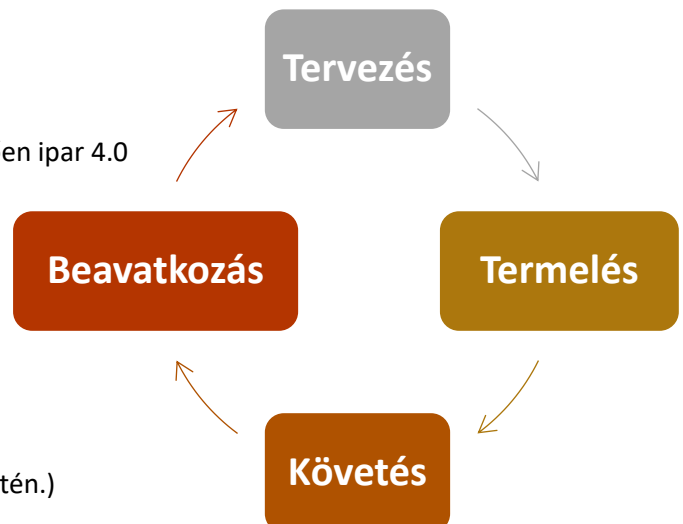 Tervezés
en ipar 4.0
Beavatkozás
Termelés
Követés
tén.)